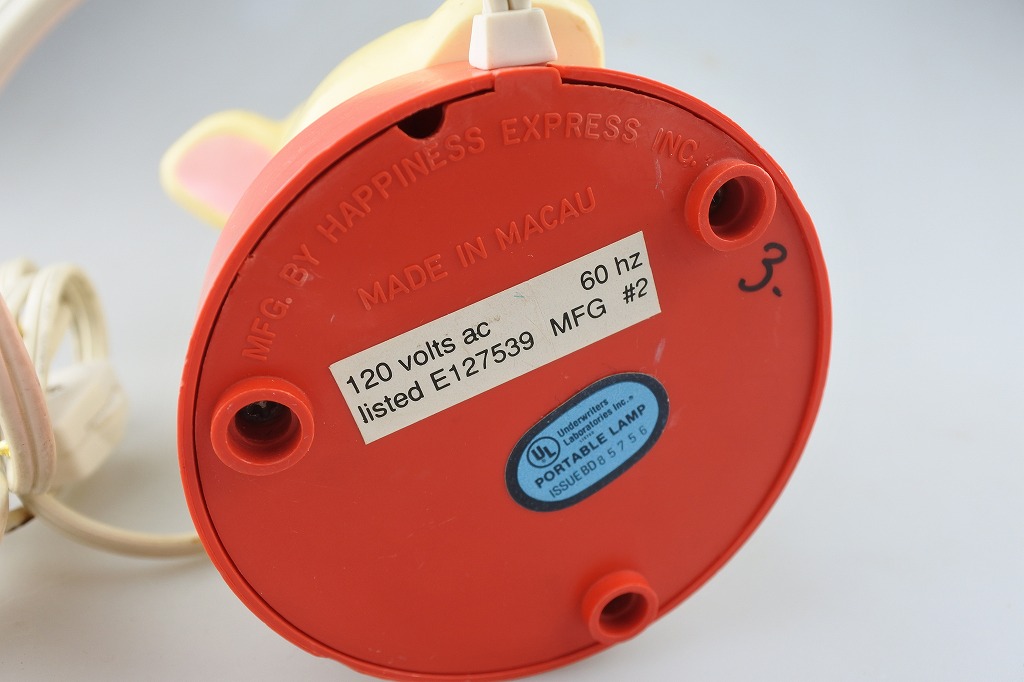 MFG. BY HAPPINESS EXPRESS INC.
MADE IN MACAU
120 volts ac 60 hz
listed E127539 MFG #2
3.
UL
Underwriters
Laboratories Inc.®
PORTABLE LAMP
ISSUE BD 85756